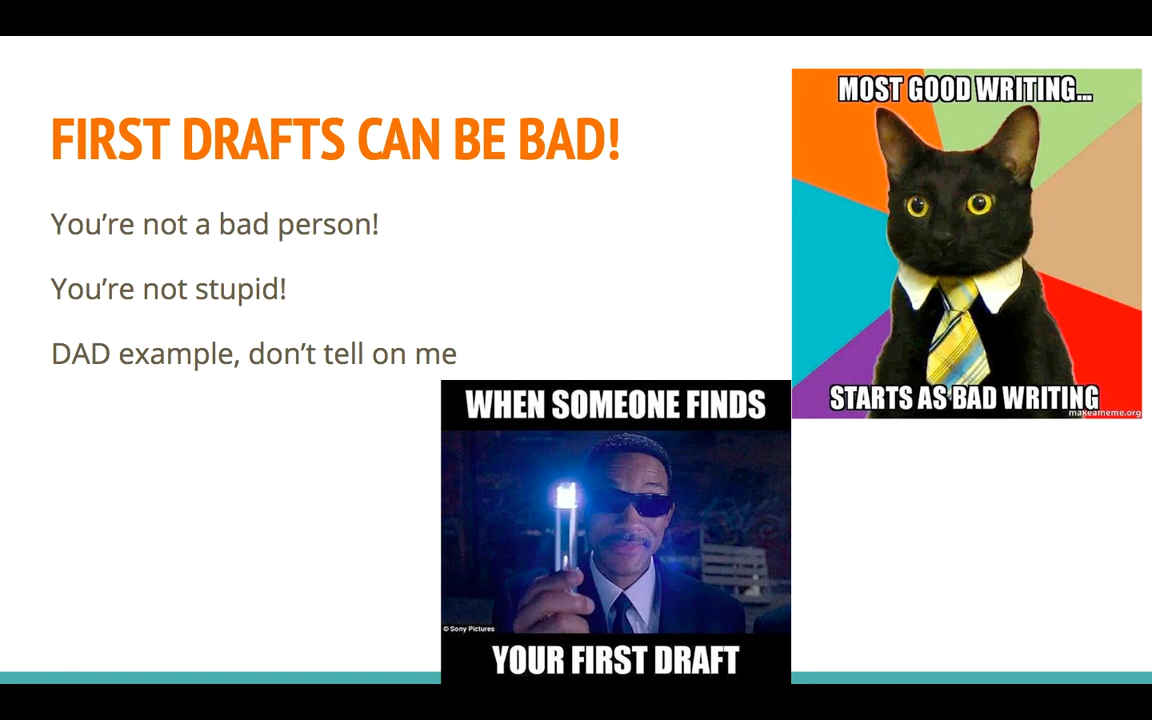 FIRST DRAFTS CAN BE BAD!
You’re not a bad person!
You’re not stupid!
DAD example, don’t tell on me
MOST GOOD WRITING...
STARTS AS BAD WRITING
makeameme.org
WHEN SOMEONE FINDS
© Sony Pictures
YOUR FIRST DRAFT